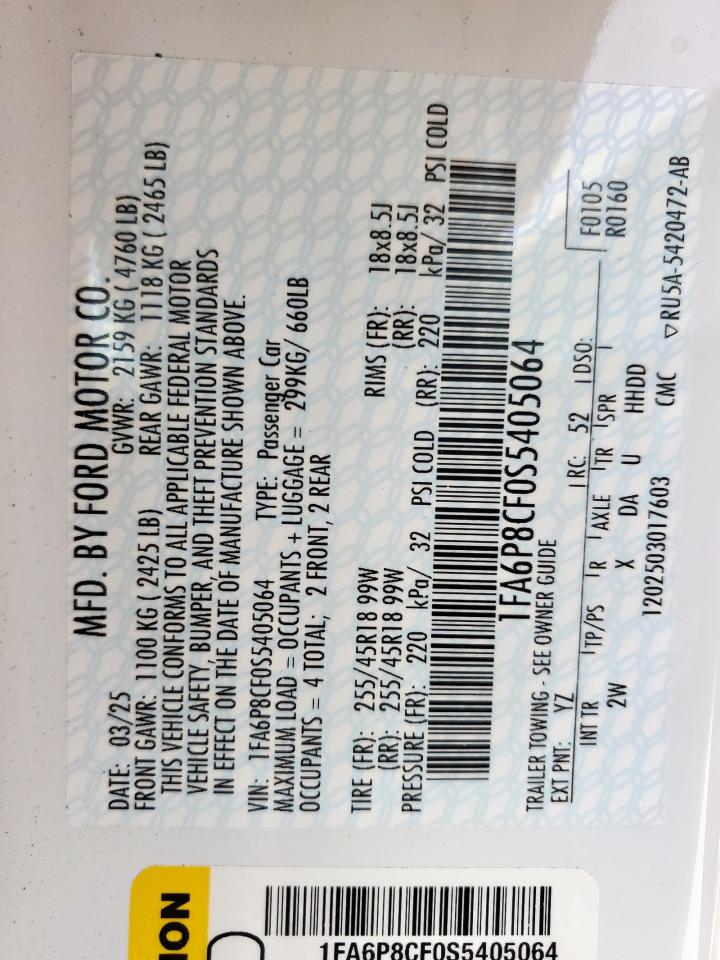 MFD. BY FORD MOTOR CO.
DATE: 03/25 GVWR: 2159 KG ( 4760 LB)
FRONT GAWR: 1100 KG ( 2425 LB) REAR GAWR: 1118 KG ( 2465 LB)
THIS VEHICLE CONFORMS TO ALL APPLICABLE FEDERAL MOTOR
VEHICLE SAFETY, BUMPER, AND THEFT PREVENTION STANDARDS
IN EFFECT ON THE DATE OF MANUFACTURE SHOWN ABOVE.
VIN: 1FA6P8CF0S5405064 TYPE: Passenger Car
MAXIMUM LOAD = OCCUPANTS + LUGGAGE = 299KG/ 660LB
OCCUPANTS = 4 TOTAL; 2 FRONT, 2 REAR
TIRE (FR): 255/45R18 99W RIMS (FR): 18x8.5J
(RR): 255/45R18 99W (RR): 18x8.5J
PRESSURE (FR): 220 kPa/ 32 PSI COLD (RR): 220 kPa/ 32 PSI COLD
1FA6P8CF0S5405064
TRAILER TOWING - SEE OWNER GUIDE
EXT PNT: YZ RC: 52 DSO: F0105
INT TR TP/PS R AXLE TR SPR R0160
2W X DA U HHDD
1202503017603 CMC ▽RU5A-5420472-AB
ION
1FA6P8CF0S5405064